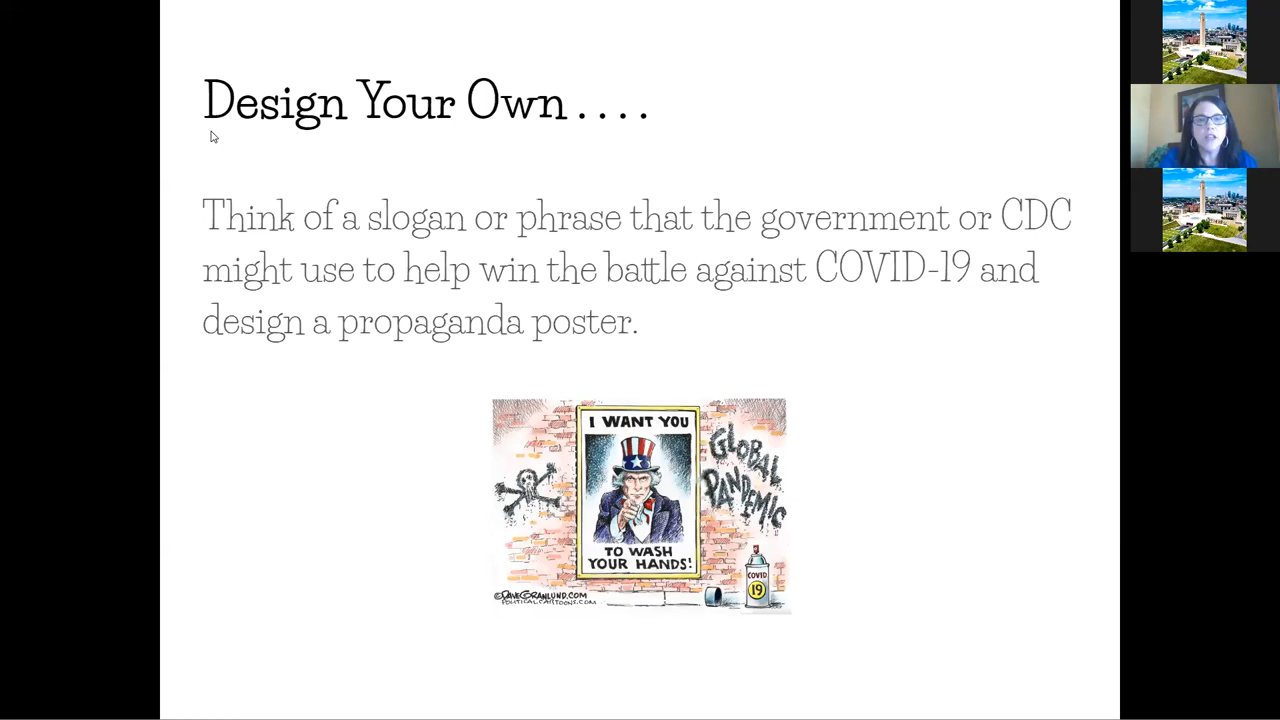 Design Your Own . . . .
Think of a slogan or phrase that the government or CDC
might use to help win the battle against COVID-19 and
design a propaganda poster.
I WANT YOU
TO WASH
YOUR HANDS!
GLOBAL
PANDEMIC
COVID
19
©DAVEGRANLUND.COM
POLITICALCARTOONS.COM